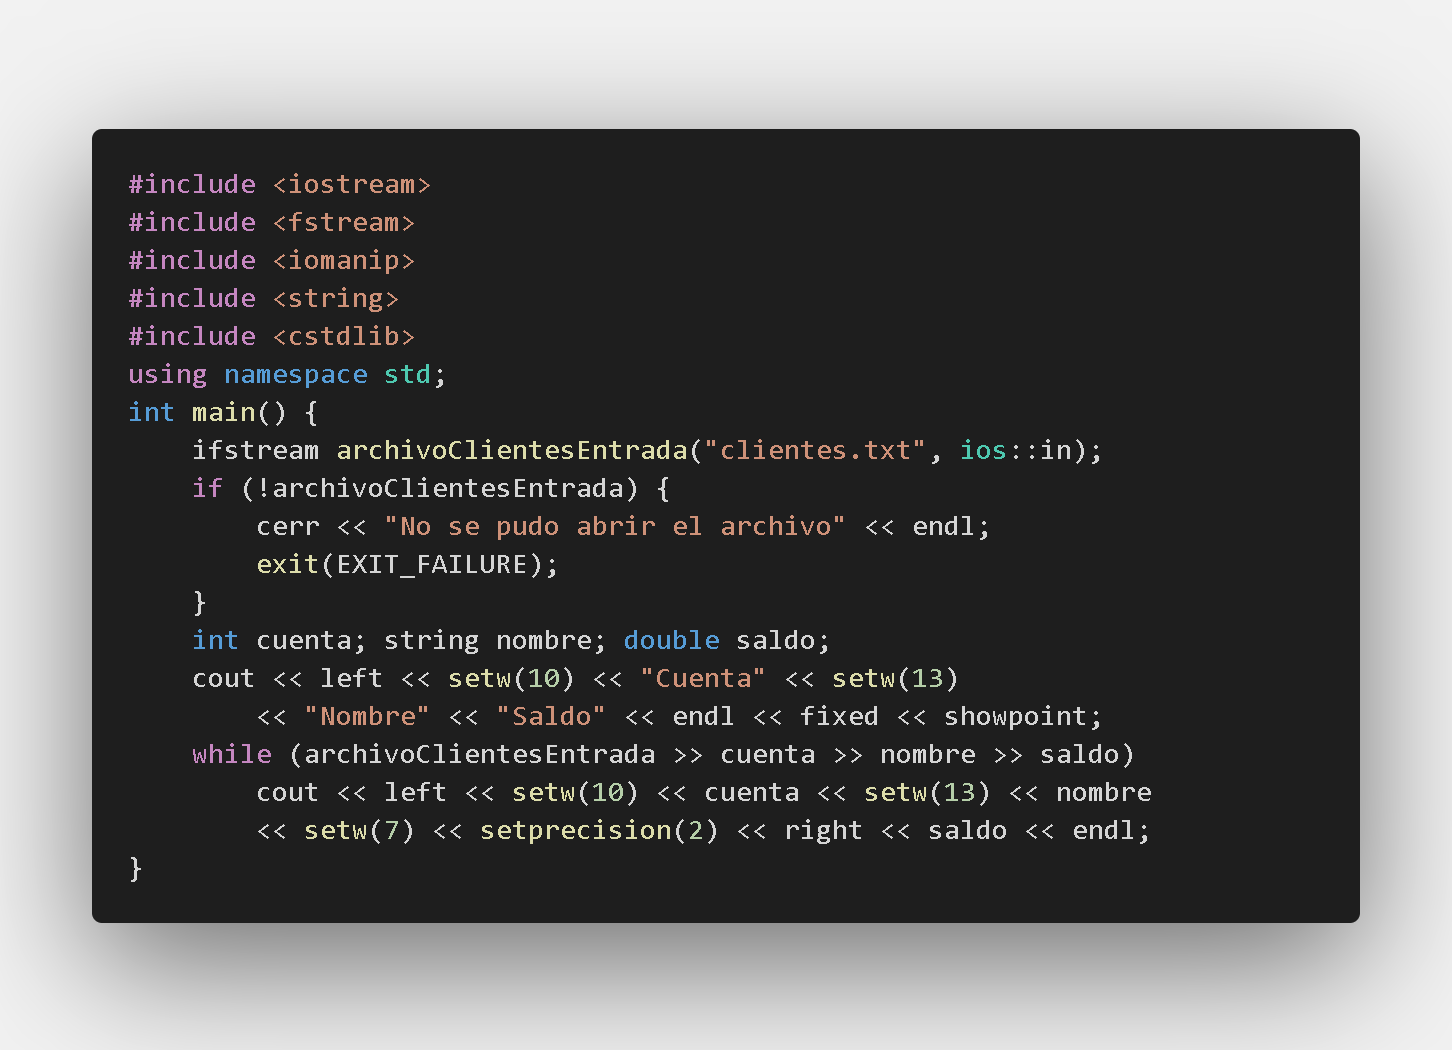 #include <iostream>
#include <fstream>
#include <iomanip>
#include <string>
#include <cstdlib>
using namespace std;
int main() {
    ifstream archivoClientesEntrada("clientes.txt", ios::in);
    if (!archivoClientesEntrada) {
        cerr << "No se pudo abrir el archivo" << endl;
        exit(EXIT_FAILURE);
    }
    int cuenta; string nombre; double saldo;
    cout << left << setw(10) << "Cuenta" << setw(13)
        << "Nombre" << "Saldo" << endl << fixed << showpoint;
    while (archivoClientesEntrada >> cuenta >> nombre >> saldo)
        cout << left << setw(10) << cuenta << setw(13) << nombre
        << setw(7) << setprecision(2) << right << saldo << endl;
}